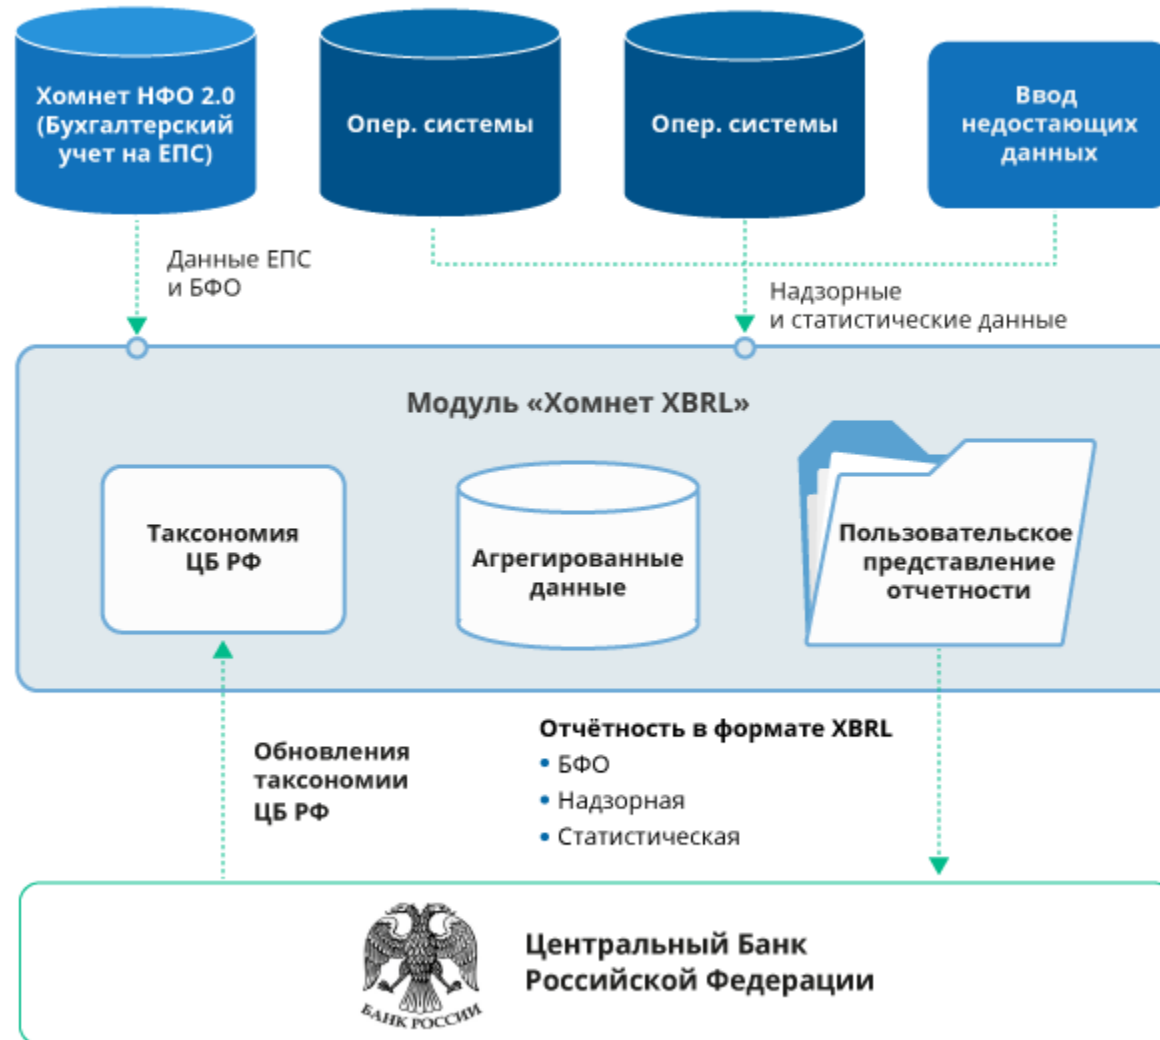 Хомнет НФО 2.0
(Бухгалтерский
учет на ЕПС)
Опер. системы
Опер. системы
Ввод
недостающих
данных
Данные ЕПС
и БФО
Надзорные
и статистические данные
Модуль «Хомнет XBRL»
Таксономия
ЦБ РФ
Агрегированные
данные
Пользовательское
представление
отчетности
Обновления
таксономии
ЦБ РФ
Отчётность в формате XBRL
• БФО
• Надзорная
• Статистическая
БАНК РОССИИ
Центральный Банк
Российской Федерации